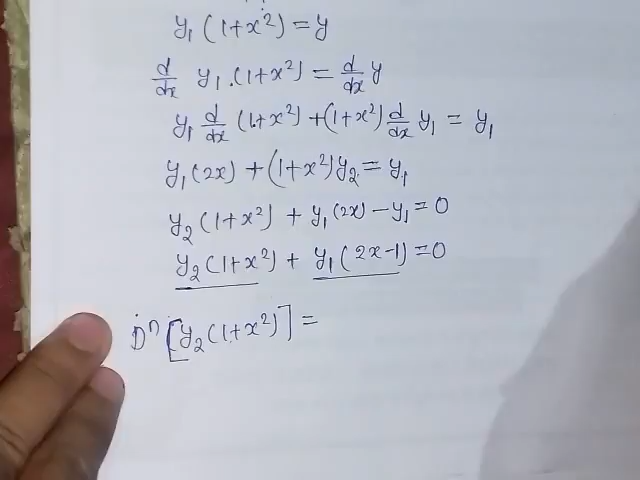 y₁ (1+x²) = y
d/dx y₁.(1+x²) = d/dx y
y₁ d/dx (1+x²) + (1+x²) d/dx y₁ = y₁
y₁(2x) + (1+x²)y₂ = y₁
y₂(1+x²) + y₁(2x) - y₁ = 0
y₂(1+x²) + y₁(2x-1) = 0
Dⁿ[y₂(1+x²)] =